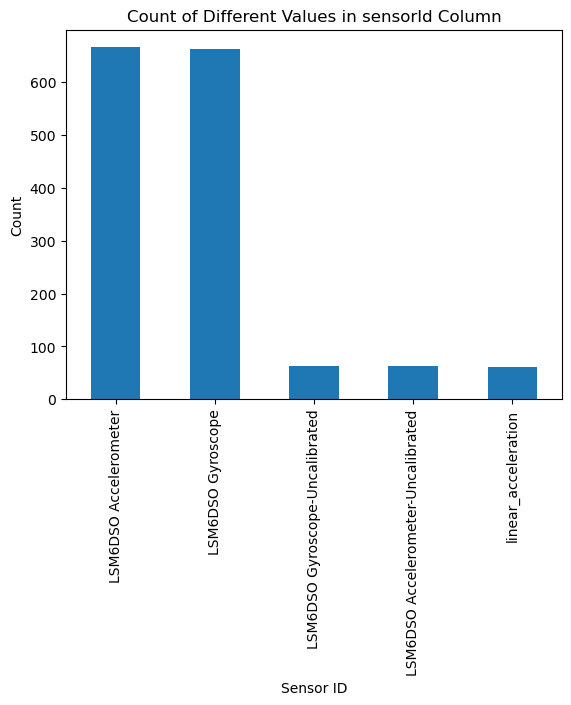 Count of Different Values in sensorId Column
600
500
400
300
200
100
0
Count
LSM6DSO Accelerometer
LSM6DSO Gyroscope
LSM6DSO Gyroscope-Uncalibrated
LSM6DSO Accelerometer-Uncalibrated
linear_acceleration
Sensor ID